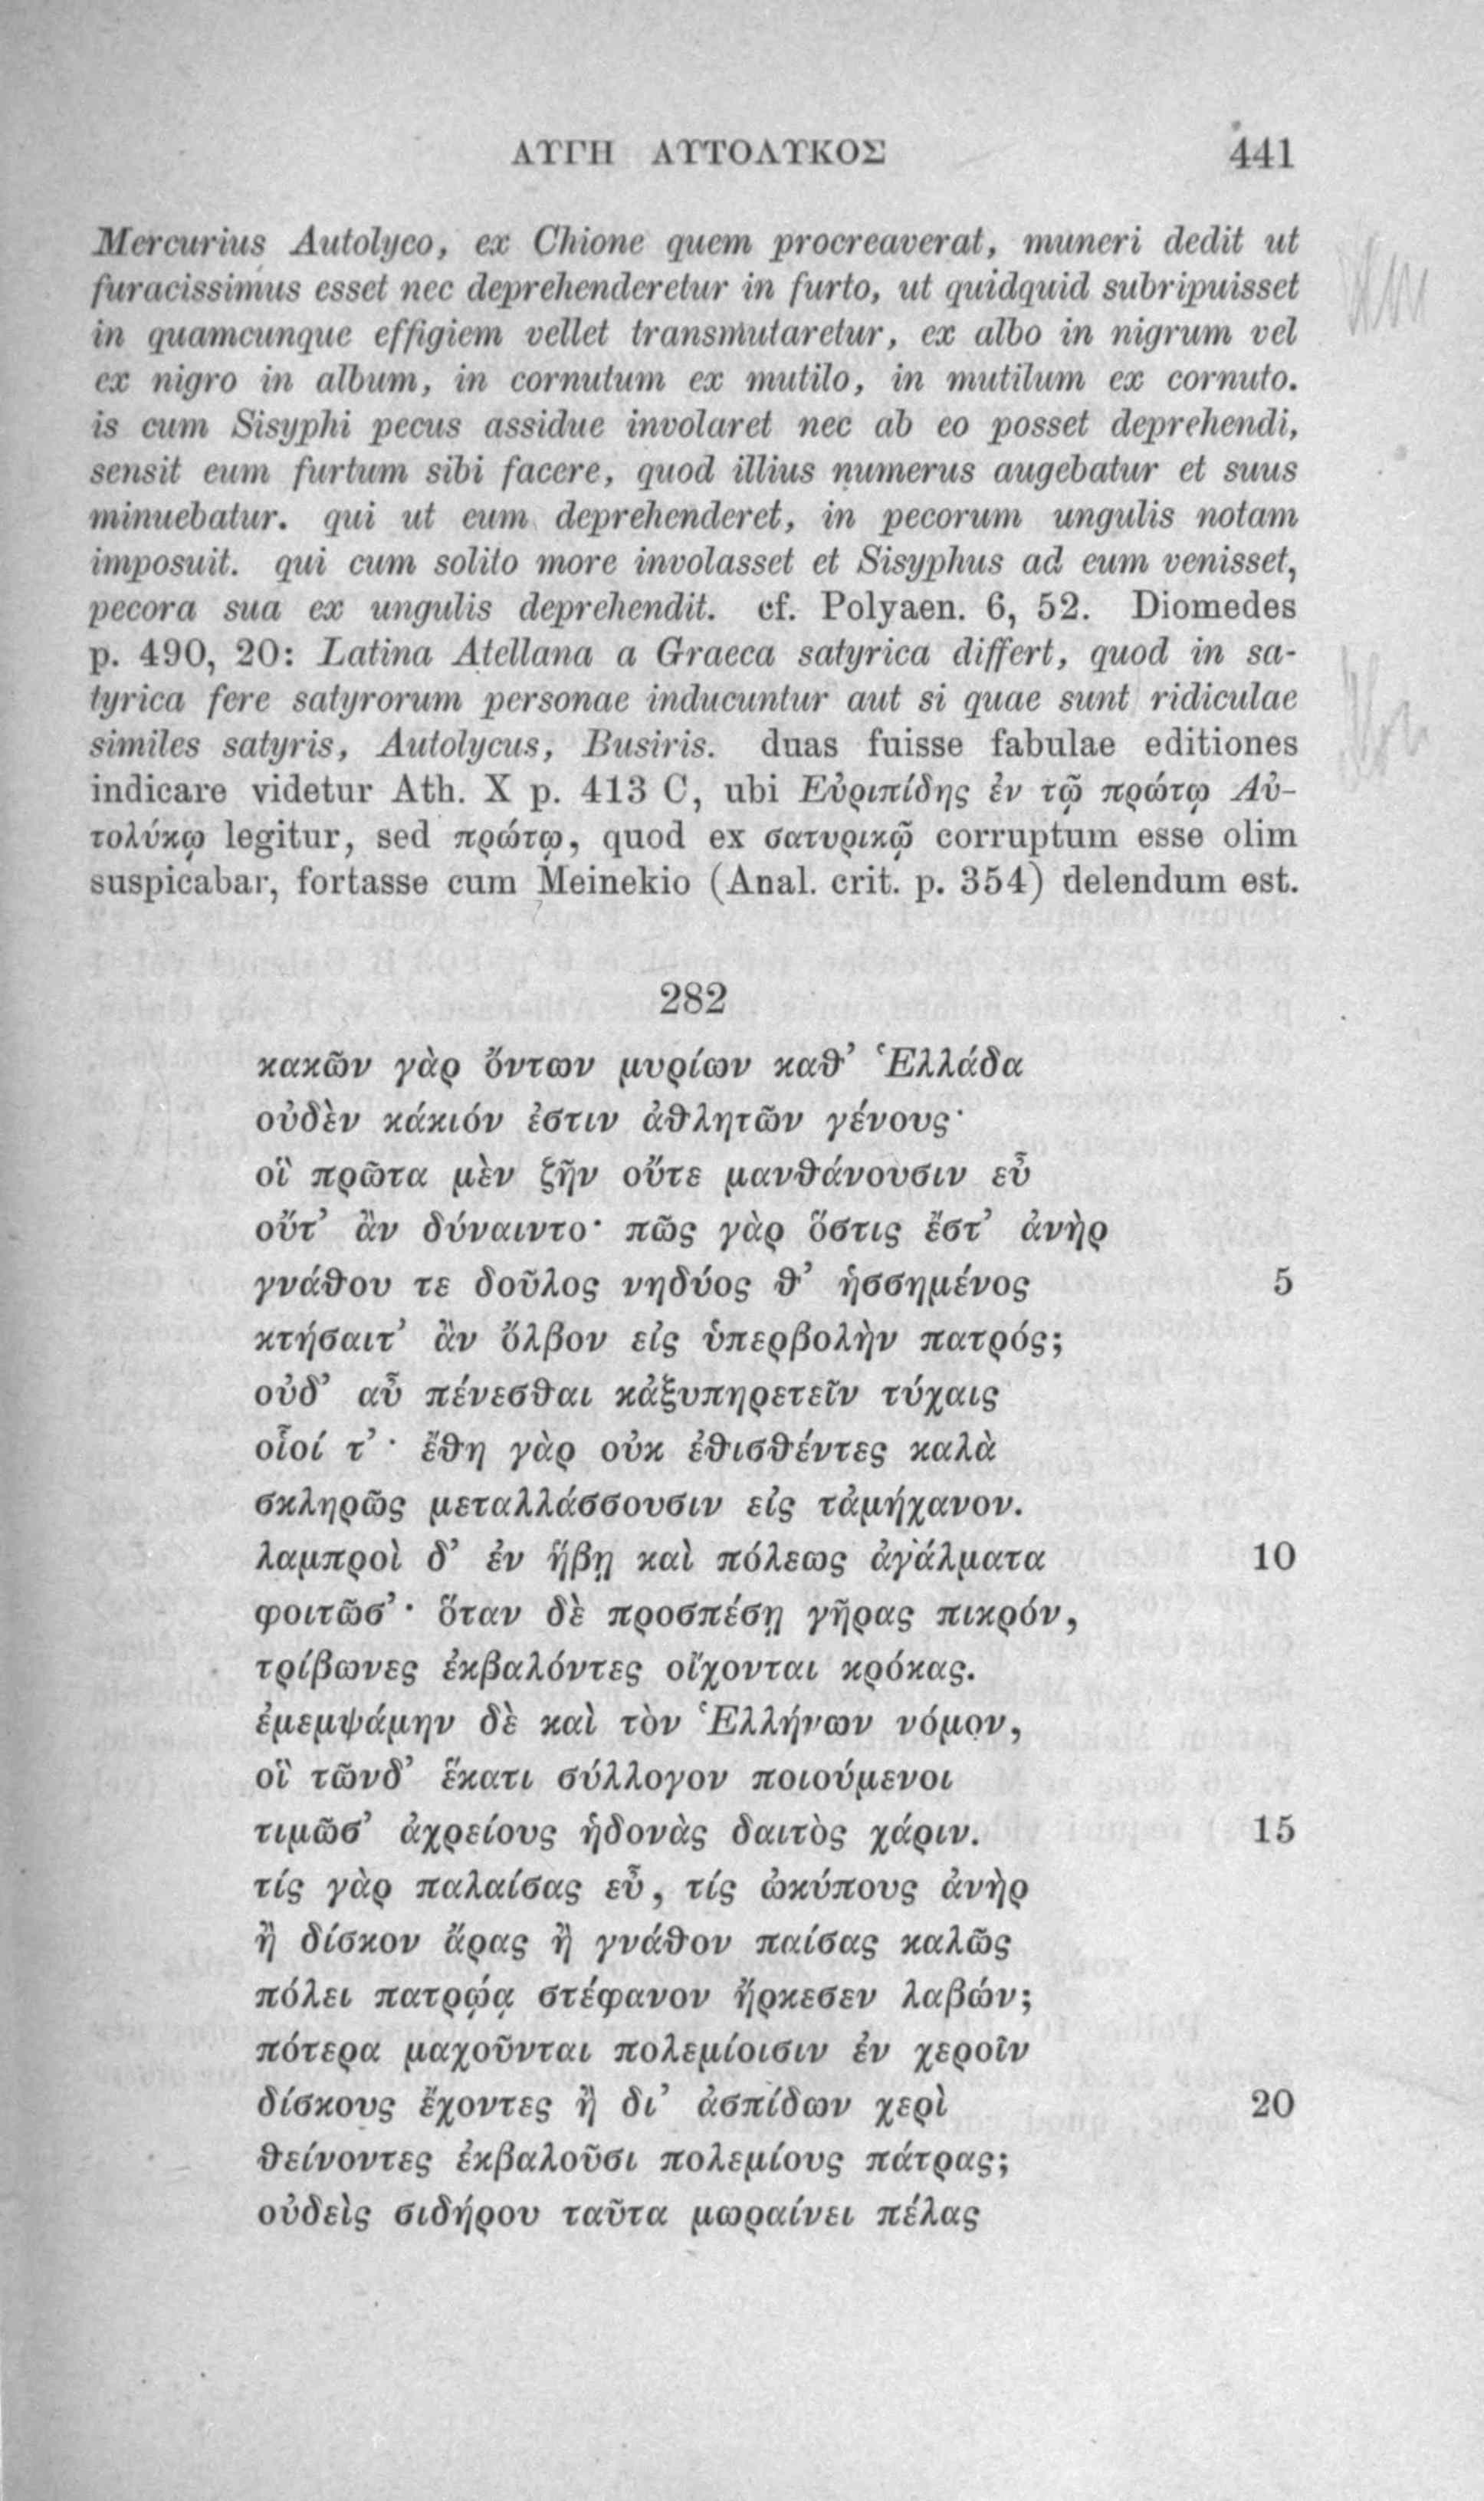 ΑΥΓΗ ΑΥΤΟΛΥΚΟΣ 441
Mercurius Autolyco, ex Chione quem procreaverat, muneri dedit ut
furacissimus esset nec deprehenderetur in furto, ut quidquid subripuisset
in quamcunque effigiem vellet transmutaretur, ex albo in nigrum vel
ex nigro in album, in cornutum ex mutilo, in mutilum ex cornuto.
is cum Sisyphi pecus assidue involaret nec ab eo posset deprehendi,
sensit eum furtum sibi facere, quod illius numerus augebatur et suus
minuebatur. qui ut eum deprehenderet, in pecorum ungulis notam
imposuit. qui cum solito more involasset et Sisyphus ad eum venisset,
pecora sua ex ungulis deprehendit. cf. Polyaen. 6, 52. Diomedes
p. 490, 20: Latina Atellana a Graeca satyrica differt, quod in sa-
tyrica fere satyrorum personae inducuntur aut si quae sunt ridiculae
similes satyris, Autolycus, Busiris. duas fuisse fabulae editiones
indicare videtur Ath. X p. 413 C, ubi Εὐριπίδης ἐν τῷ πρώτῳ Αὐ-
τολύκῳ legitur, sed πρώτῳ, quod ex σατυρικῷ corruptum esse olim
suspicabar, fortasse cum Meinekio (Anal. crit. p. 354) delendum est.
282
κακῶν γὰρ ὄντων μυρίων καθ’ Ἑλλάδα
οὐδὲν κάκιόν ἐστιν ἀθλητῶν γένους·
οἳ πρῶτα μὲν ζῆν οὔτε μανθάνουσιν εὖ
οὔτ’ ἂν δύναιντο· πῶς γὰρ ὅστις ἔστ’ ἀνὴρ
γνάθου τε δοῦλος νηδύος θ’ ἡσσημένος 5
κτήσαιτ’ ἂν ὄλβον εἰς ὑπερβολὴν πατρός;
οὐδ’ αὖ πένεσθαι κἀξυπηρετεῖν τύχαις
οἷοί τ’· ἔθη γὰρ οὐκ ἐθισθέντες καλὰ
σκληρῶς μεταλλάσσουσιν εἰς τἀμήχανον.
λαμπροὶ δ’ ἐν ἥβῃ καὶ πόλεως ἀγάλματα 10
φοιτῶσ’· ὅταν δὲ προσπέσῃ γῆρας πικρόν,
τρίβωνες ἐκβαλόντες οἴχονται κρόκας.
ἐμεμψάμην δὲ καὶ τὸν Ἑλλήνων νόμον,
οἳ τῶνδ’ ἕκατι σύλλογον ποιούμενοι
τιμῶσ’ ἀχρείους ἡδονὰς δαιτὸς χάριν. 15
τίς γὰρ παλαίσας εὖ, τίς ὠκύπους ἀνὴρ
ἢ δίσκον ἄρας ἢ γνάθον παίσας καλῶς
πόλει πατρῴᾳ στέφανον ἤρκεσεν λαβών;
πότερα μαχοῦνται πολεμίοισιν ἐν χεροῖν
δίσκους ἔχοντες ἢ δι’ ἀσπίδων χερὶ 20
θείνοντες ἐκβαλοῦσι πολεμίους πάτρας;
οὐδεὶς σιδήρου ταῦτα μωραίνει πέλας